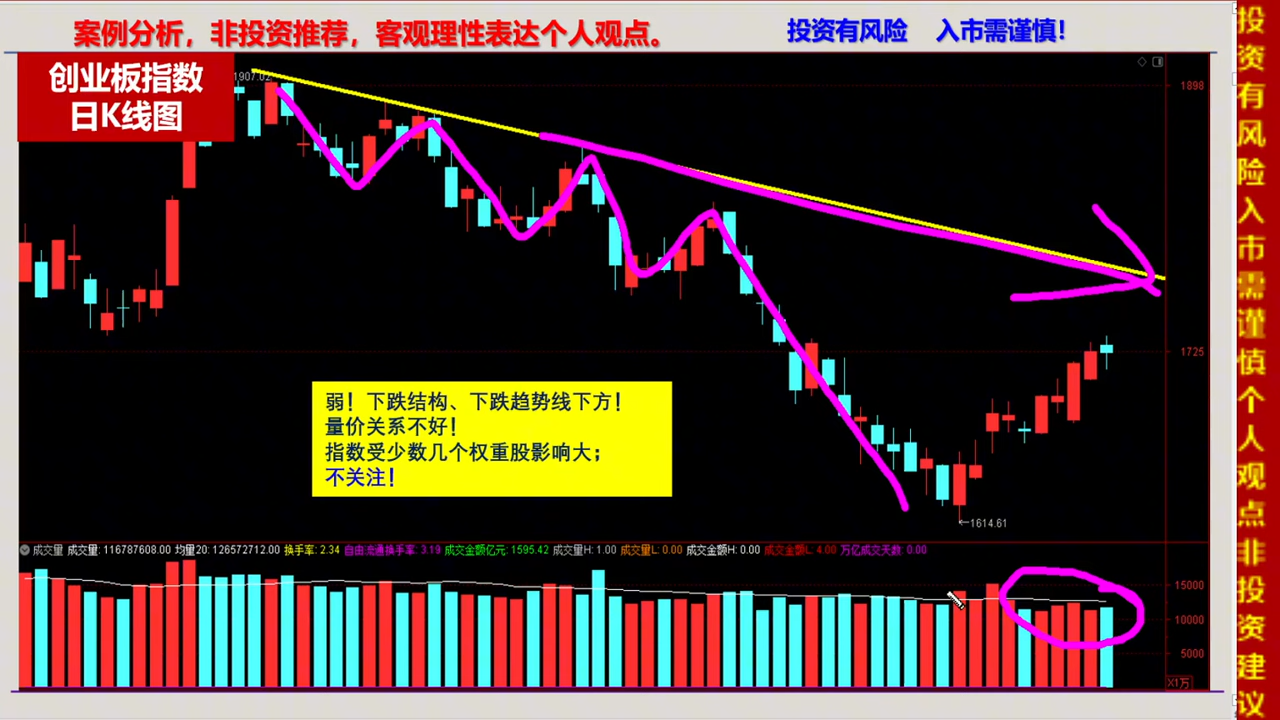 案例分析，非投资推荐，客观理性表达个人观点。
投资有风险 入市需谨慎！
创业板指数
日K线图
1907.02
1898
1725
弱！下跌结构、下跌趋势线下方！
量价关系不好！
指数受少数几个权重股影响大；
不关注！
←1614.61
成交量 成交量: 116787608.00 均量20: 126572712.00 换手率: 2.34 自由流通换手率: 3.19 成交金额亿元: 1595.42 成交量H: 1.00 成交量L: 0.00 成交金额H: 0.00 成交金额L: 4.00 万亿成交天数: 0.00
15000
10000
5000
X1万
投资有风险入市需谨慎个人观点非投资建议